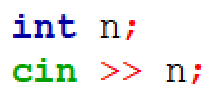 int n;
cin >> n;